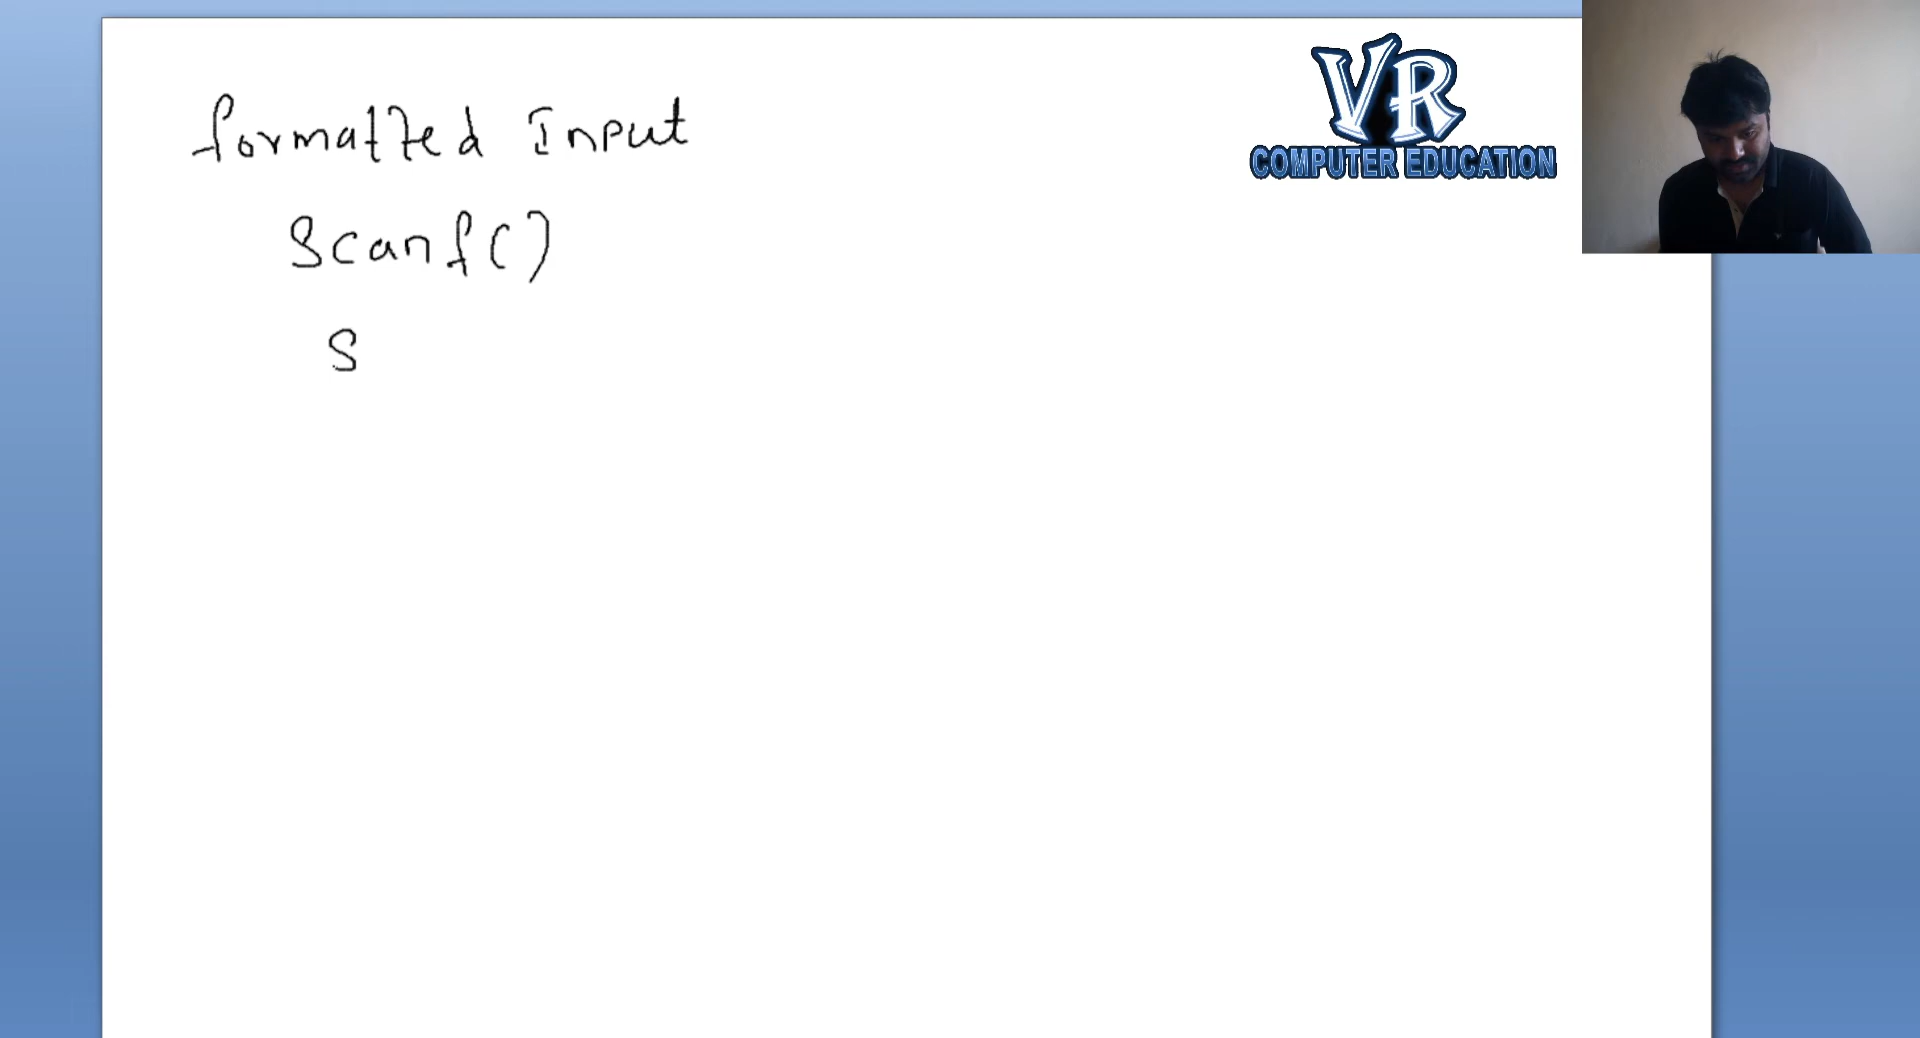 formatted Input
Scanf()
S
VR
COMPUTER EDUCATION